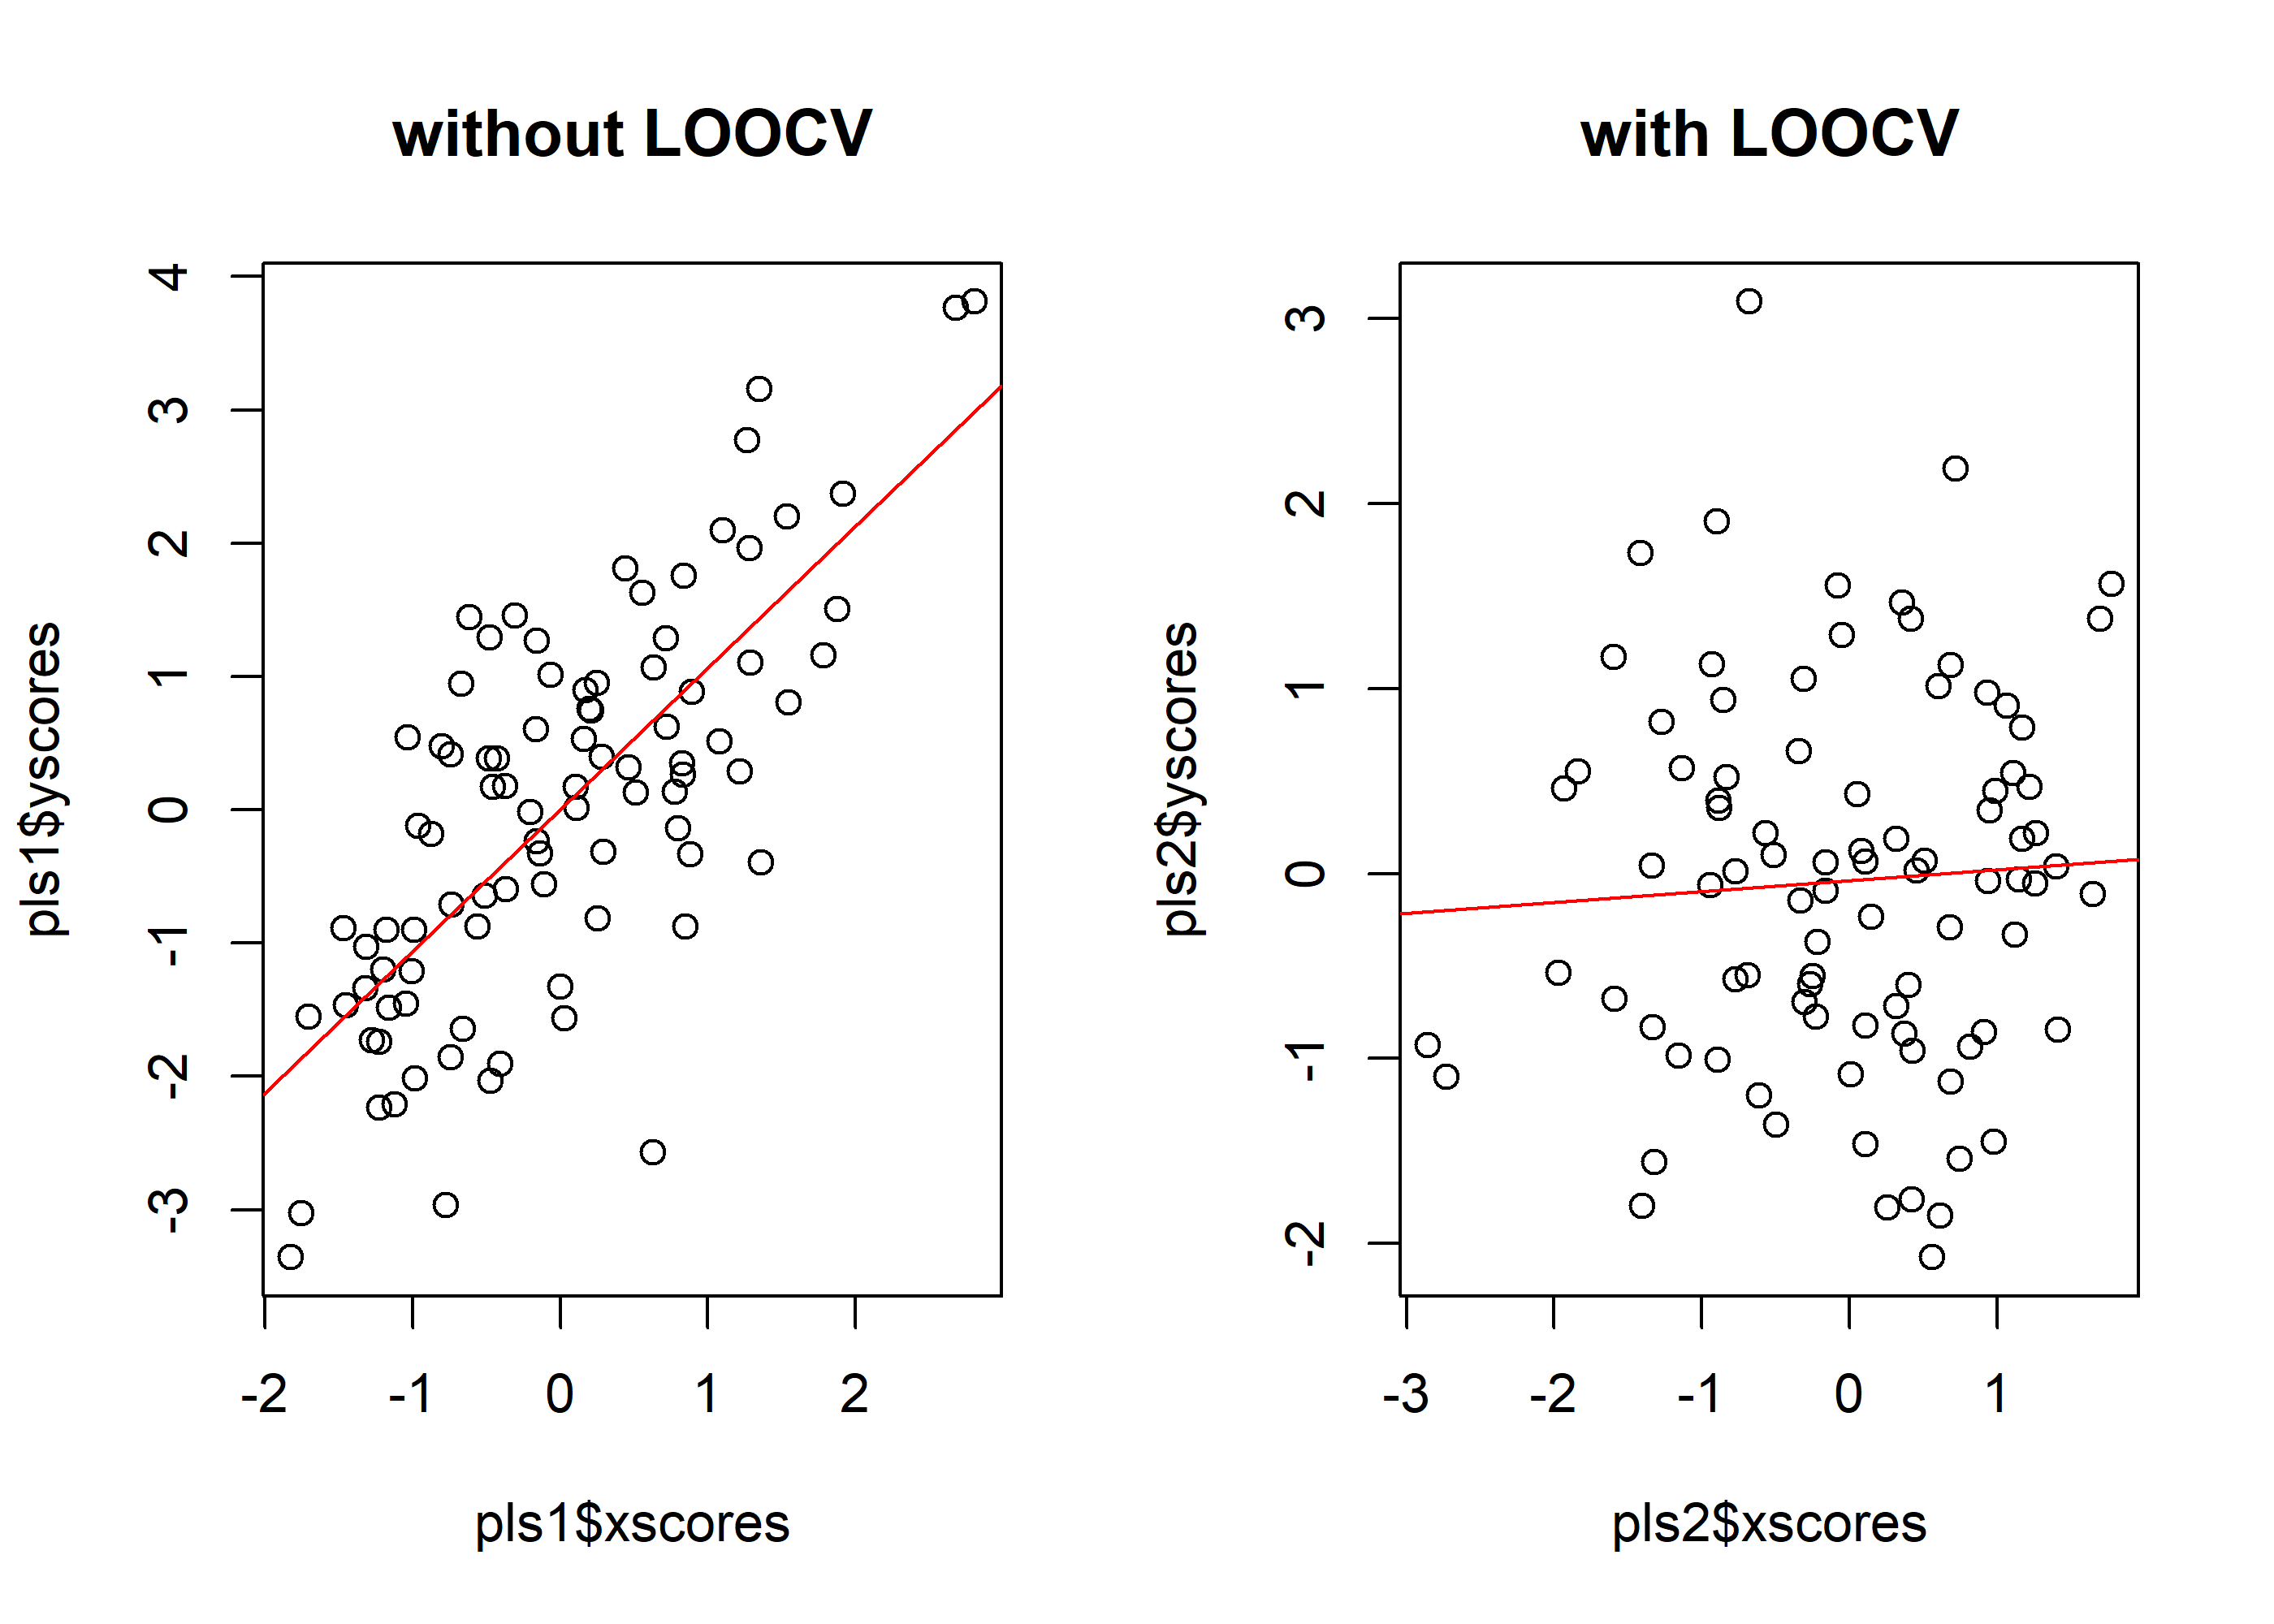 without LOOCV
pls1$yscores
4
3
2
1
0
-1
-2
-3
-2 -1 0 1 2
pls1$xscores
with LOOCV
pls2$yscores
3
2
1
0
-1
-2
-3 -2 -1 0 1
pls2$xscores